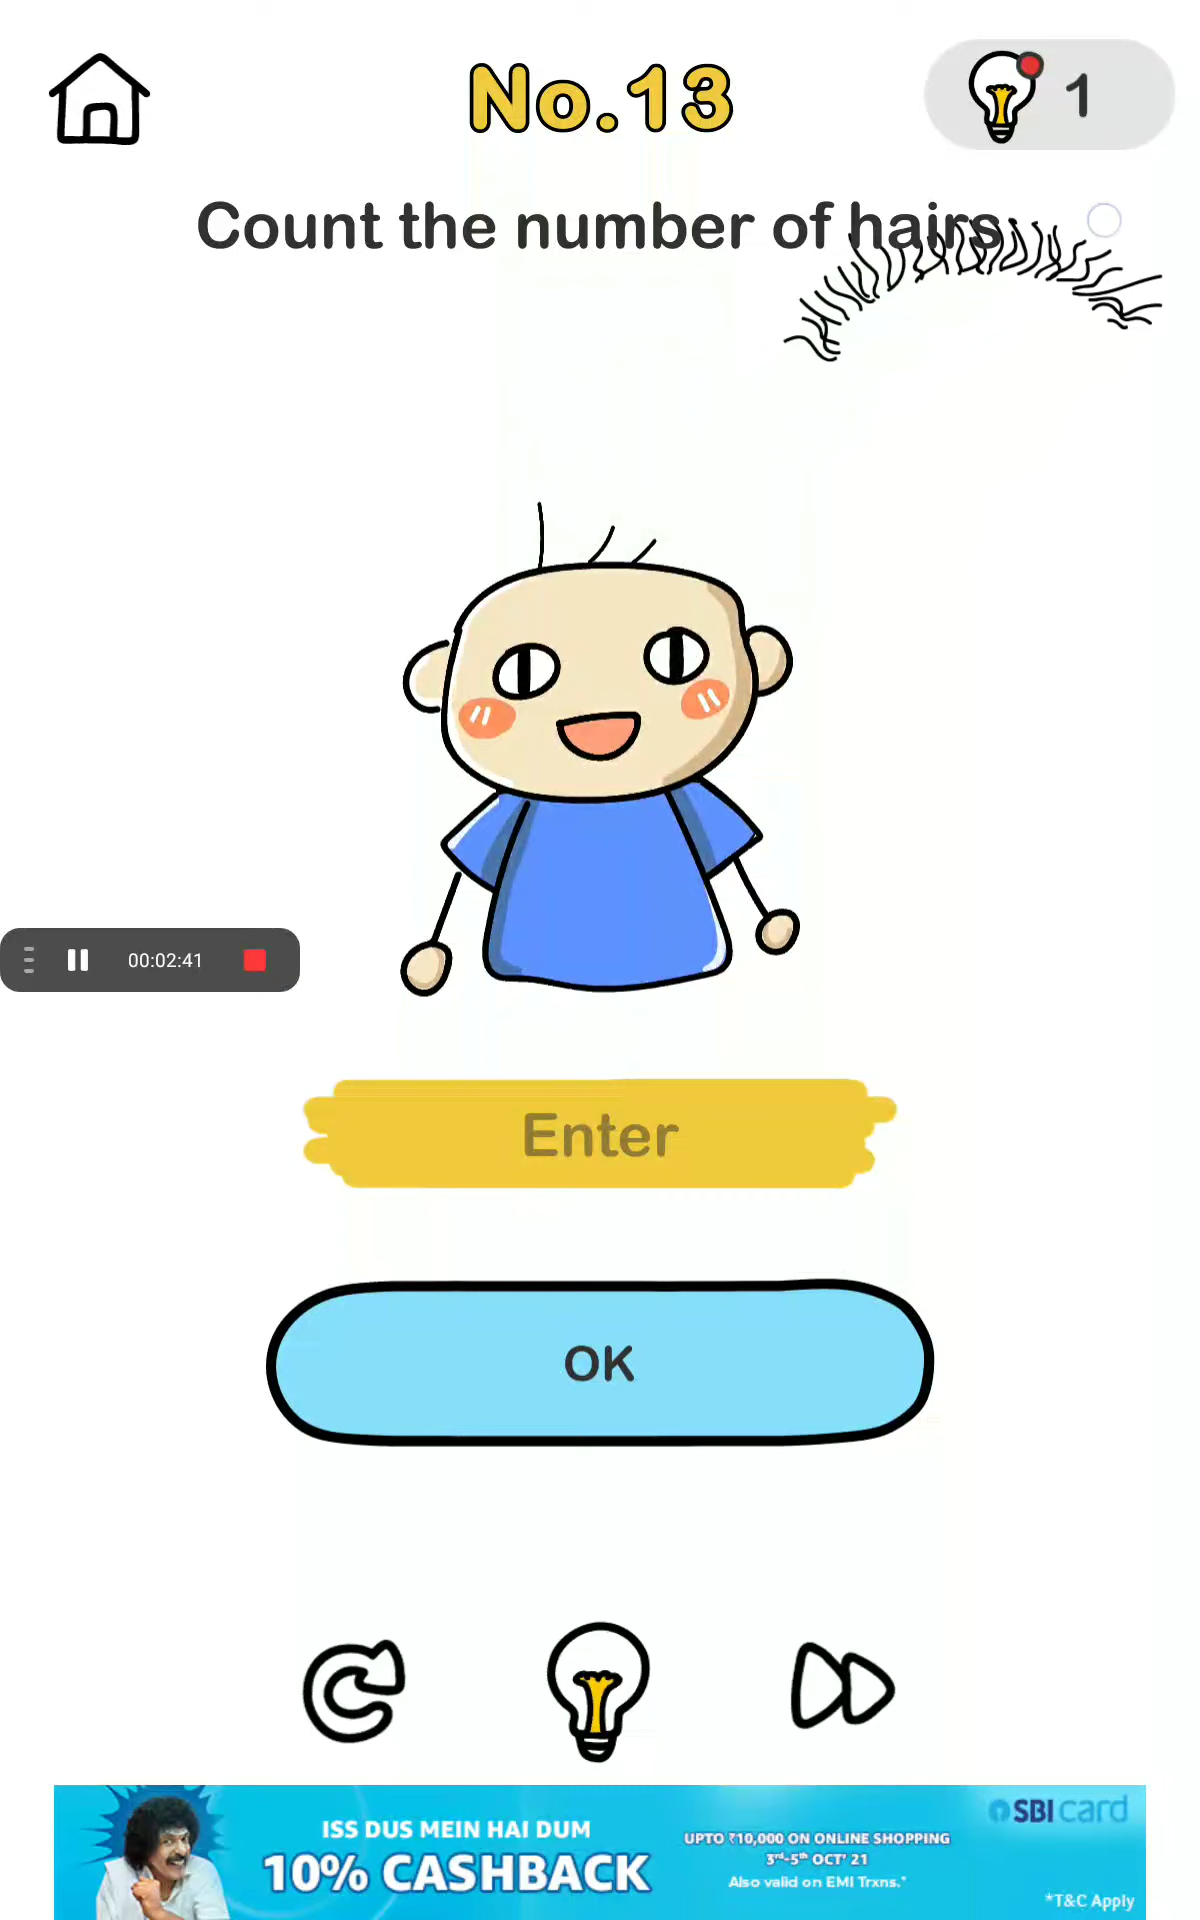 No.13
1
Count the number of hairs
00:02:41
Enter
OK
ISS DUS MEIN HAI DUM
10% CASHBACK
UPTO ₹10,000 ON ONLINE SHOPPING
3rd-5th OCT' 21
Also valid on EMI Trxns.*
SBI card
*T&C Apply